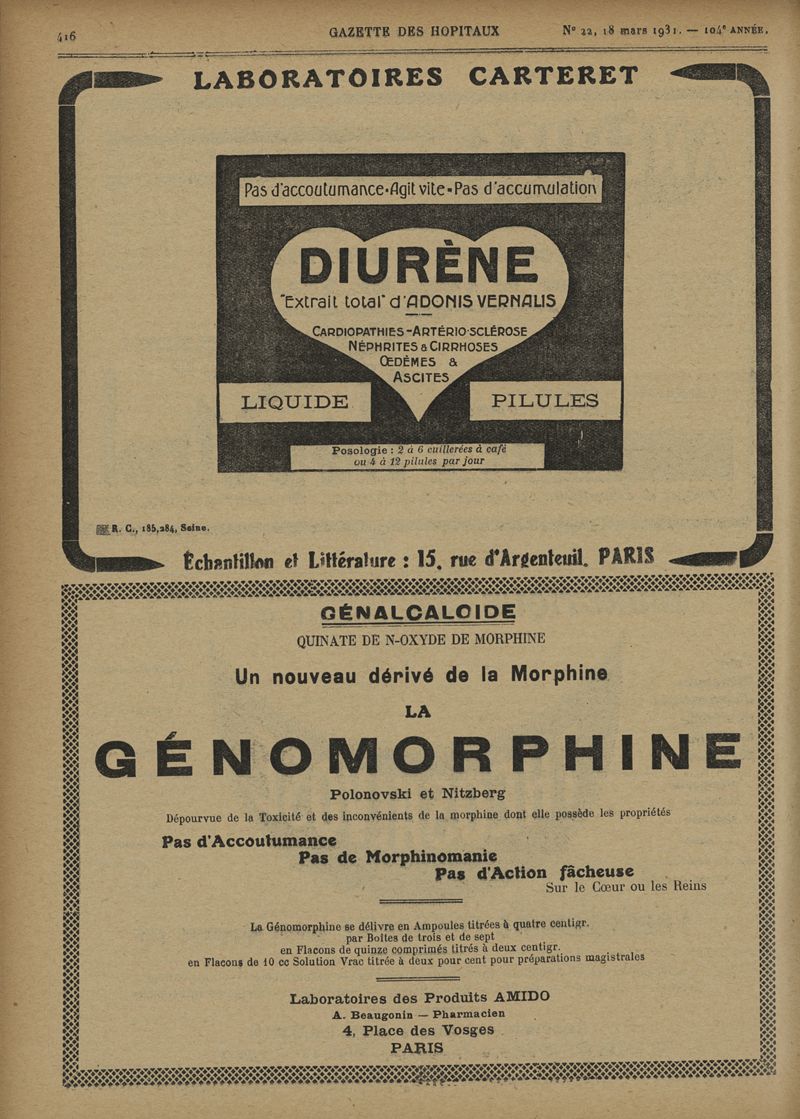 416
GAZETTE DES HOPITAUX
N° 22, 18 mars 1931. — 104e ANNÉE.
LABORATOIRES CARTERET
Pas d'accoutumance•Agit vite•Pas d'accumulation
DIURÈNE
"Extrait total" d'ADONIS VERNALIS
CARDIOPATHIES-ARTÉRIO-SCLÉROSE
NÉPHRITES & CIRRHOSES
ŒDÈMES &
ASCITES
LIQUIDE
PILULES
Posologie : 2 à 6 cuillerées à café
ou 4 à 12 pilules par jour
R. C., 185,284, Seine.
Échantillon et Littérature : 15, rue d'Argenteuil. PARIS
GÉNALCALOIDE
QUINATE DE N-OXYDE DE MORPHINE
Un nouveau dérivé de la Morphine
LA
GÉNOMORPHINE
Polonovski et Nitzberg
Dépourvue de la Toxicité et des inconvénients de la morphine dont elle possède les propriétés
Pas d'Accoutumance
Pas de Morphinomanie
Pas d'Action fâcheuse
Sur le Cœur ou les Reins
La Génomorphine se délivre en Ampoules titrées à quatre centigr.
par Boîtes de trois et de sept
en Flacons de quinze comprimés titrés à deux centigr.
en Flacons de 10 cc Solution Vrac titrée à deux pour cent pour préparations magistrales
Laboratoires des Produits AMIDO
A. Beaugonin — Pharmacien
4, Place des Vosges
PARIS